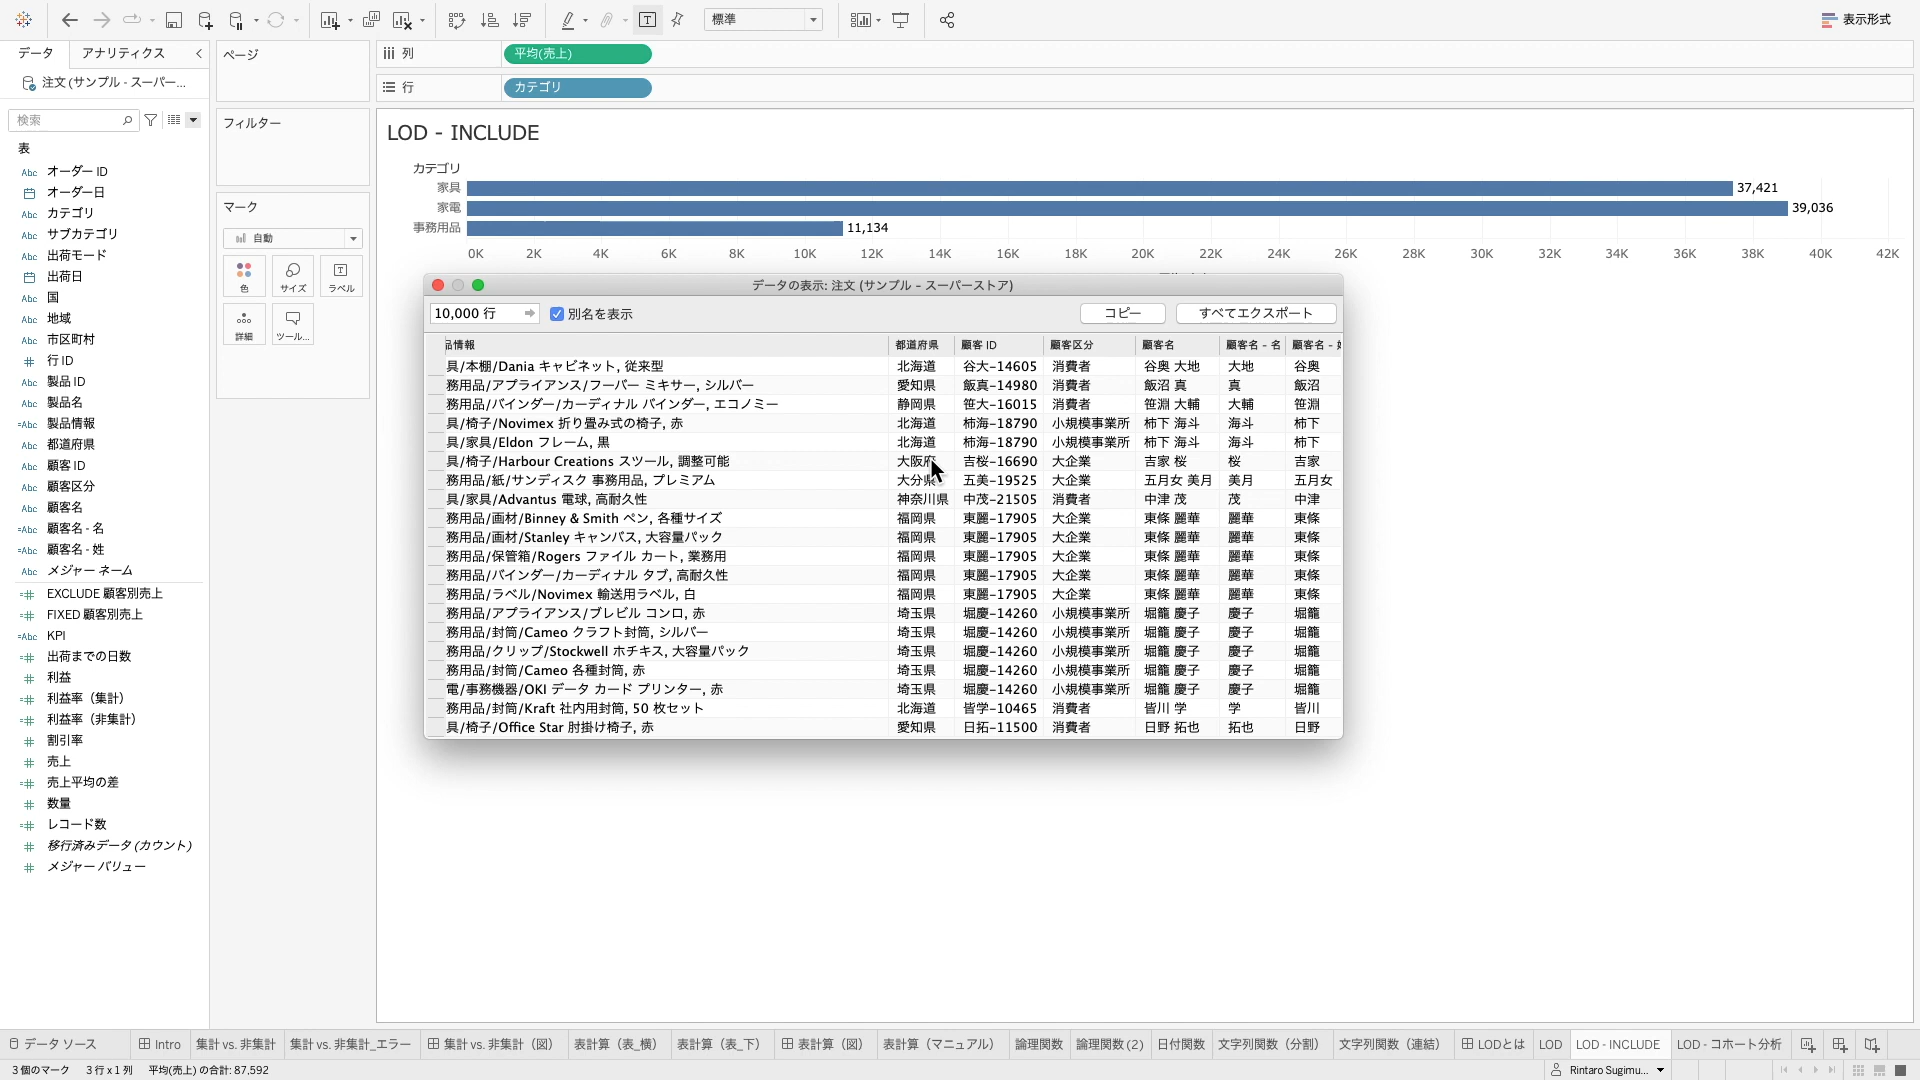 標準
表示形式
データ
アナリティクス
注文 (サンプル - スーパー...
検索
表
オーダー ID
オーダー日
カテゴリ
サブカテゴリ
出荷モード
出荷日
国
地域
市区町村
行 ID
製品 ID
製品名
製品情報
都道府県
顧客 ID
顧客区分
顧客名
顧客名 - 名
顧客名 - 姓
メジャー ネーム
EXCLUDE 顧客別売上
FIXED 顧客別売上
KPI
出荷までの日数
利益
利益率（集計）
利益率（非集計）
割引率
売上
売上平均の差
数量
レコード数
移行済みデータ (カウント)
メジャー バリュー
ページ
フィルター
マーク
自動
色 サイズ ラベル
詳細 ツール...
列 平均(売上)
行 カテゴリ
LOD - INCLUDE
カテゴリ
家具 37,421
家電 39,036
事務用品 11,134
0K 2K 4K 6K 8K 10K 12K 14K 16K 18K 20K 22K 24K 26K 28K 30K 32K 34K 36K 38K 40K 42K
データの表示: 注文 (サンプル - スーパーストア)
10,000 行 別名を表示 コピー すべてエクスポート
品情報 都道府県 顧客 ID 顧客区分 顧客名 顧客名 - 名 顧客名 -
具/本棚/Dania キャビネット, 従来型 北海道 谷大-14605 消費者 谷奥 大地 大地 谷奥
務用品/アプライアンス/フーバー ミキサー, シルバー 愛知県 飯真-14980 消費者 飯沼 真 真 飯沼
務用品/バインダー/カーディナル バインダー, エコノミー 静岡県 笹大-16015 消費者 笹淵 大輔 大輔 笹淵
具/椅子/Novimex 折り畳み式の椅子, 赤 北海道 柿海-18790 小規模事業所 柿下 海斗 海斗 柿下
具/家具/Eldon フレーム, 黒 北海道 柿海-18790 小規模事業所 柿下 海斗 海斗 柿下
具/椅子/Harbour Creations スツール, 調整可能 大阪府 吉桜-16690 大企業 吉家 桜 桜 吉家
務用品/紙/サンディスク 事務用品, プレミアム 大分県 五美-19525 大企業 五月女 美月 美月 五月女
具/家具/Advantus 電球, 高耐久性 神奈川県 中茂-21505 消費者 中津 茂 茂 中津
務用品/画材/Binney & Smith ペン, 各種サイズ 福岡県 東麗-17905 大企業 東條 麗華 麗華 東條
務用品/画材/Stanley キャンバス, 大容量パック 福岡県 東麗-17905 大企業 東條 麗華 麗華 東條
務用品/保管箱/Rogers ファイル カート, 業務用 福岡県 東麗-17905 大企業 東條 麗華 麗華 東條
務用品/バインダー/カーディナル タブ, 高耐久性 福岡県 東麗-17905 大企業 東條 麗華 麗華 東條
務用品/ラベル/Novimex 輸送用ラベル, 白 福岡県 東麗-17905 大企業 東條 麗華 麗華 東條
務用品/アプライアンス/ブレビル コンロ, 赤 埼玉県 堀慶-14260 小規模事業所 堀籠 慶子 慶子 堀籠
務用品/封筒/Cameo クラフト封筒, シルバー 埼玉県 堀慶-14260 小規模事業所 堀籠 慶子 慶子 堀籠
務用品/クリップ/Stockwell ホチキス, 大容量パック 埼玉県 堀慶-14260 小規模事業所 堀籠 慶子 慶子 堀籠
務用品/封筒/Cameo 各種封筒, 赤 埼玉県 堀慶-14260 小規模事業所 堀籠 慶子 慶子 堀籠
電/事務機器/OKI データ カード プリンター, 赤 埼玉県 堀慶-14260 小規模事業所 堀籠 慶子 慶子 堀籠
務用品/封筒/Kraft 社内用封筒, 50 枚セット 北海道 皆学-10465 消費者 皆川 学 学 皆川
具/椅子/Office Star 肘掛け椅子, 赤 愛知県 日拓-11500 消費者 日野 拓也 拓也 日野
データ ソース Intro 集計 vs. 非集計 集計 vs. 非集計_エラー 集計 vs. 非集計（図） 表計算（表_横） 表計算（表_下） 表計算（図） 表計算（マニュアル） 論理関数 論理関数 (2) 日付関数 文字列関数（分割） 文字列関数（連結） LODとは LOD LOD - INCLUDE LOD - コホート分析
3 個のマーク 3 行 x 1 列 平均(売上) の合計: 87,592 Rintaro Sugimu...